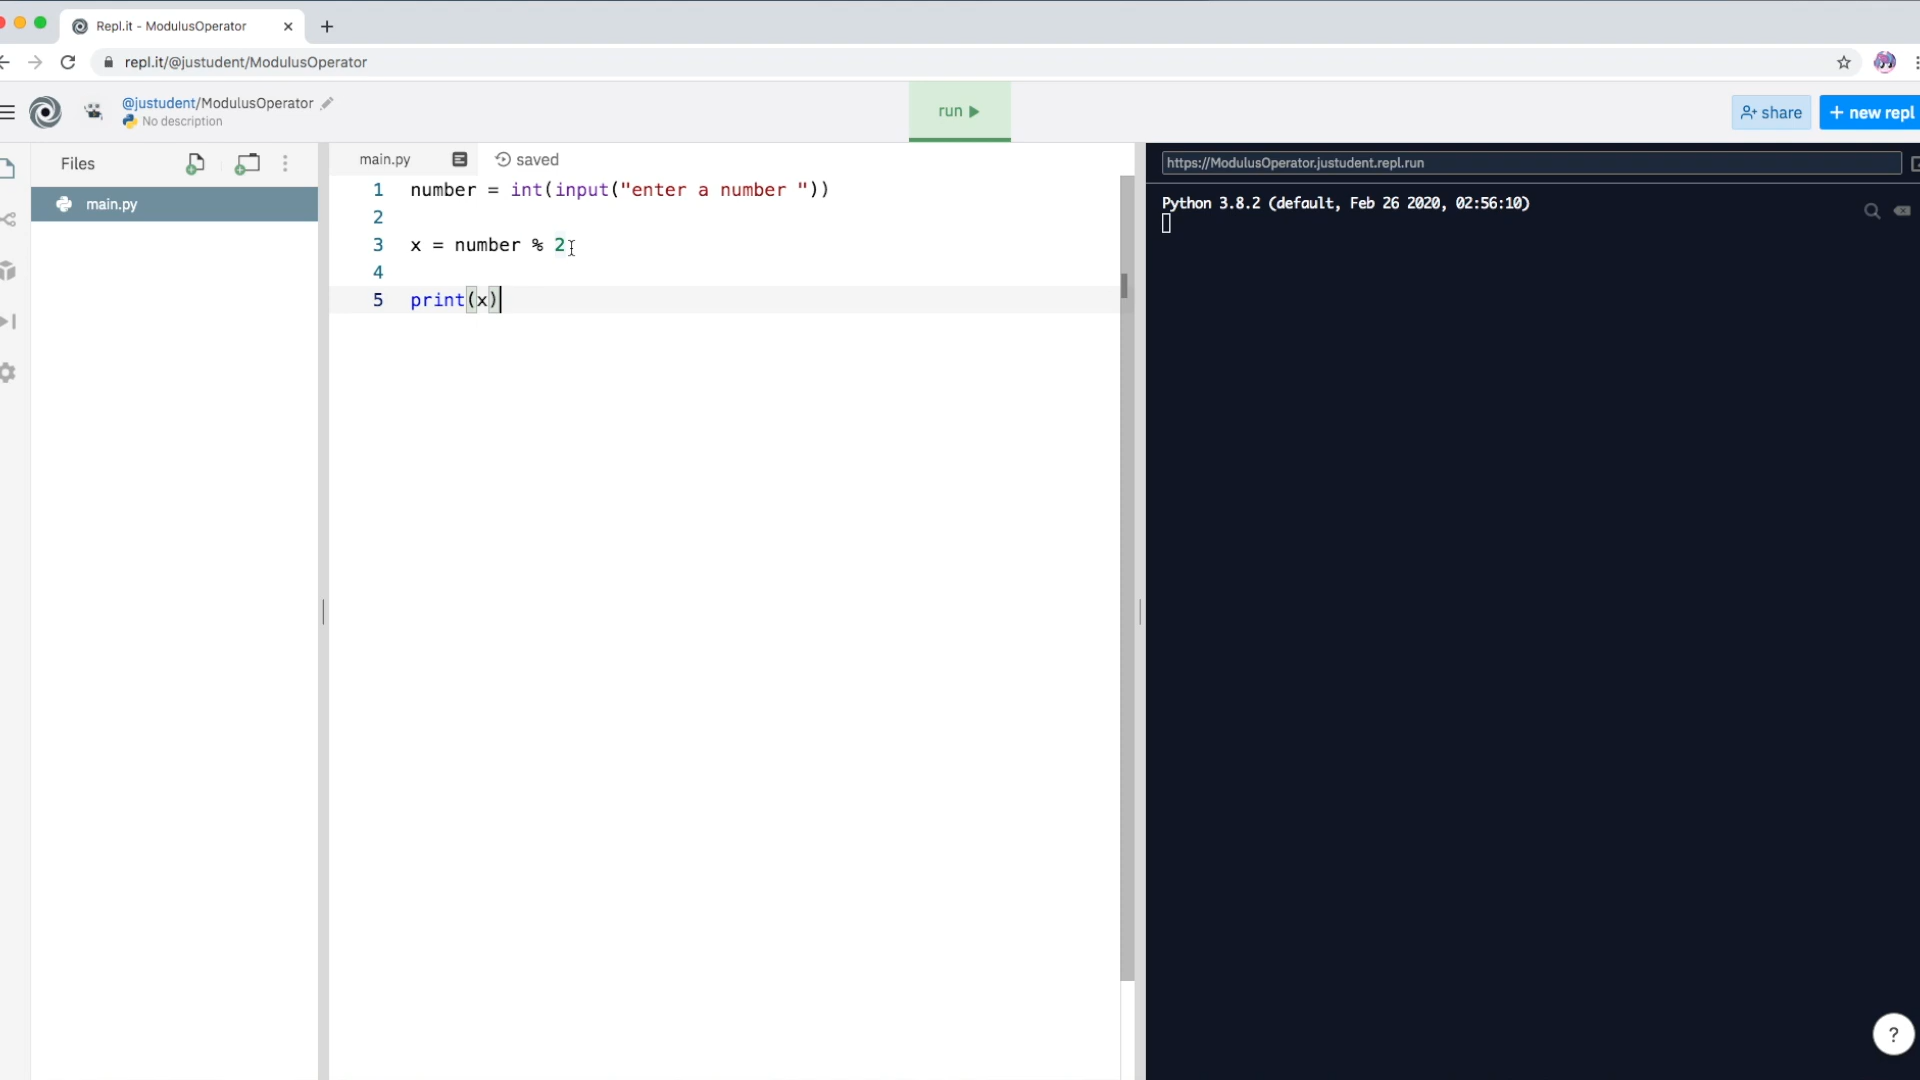 Repl.it - ModulusOperator
repl.it/@justudent/ModulusOperator
@justudent/ModulusOperator
No description
run
share
+ new repl
Files
main.py
main.py
saved
1 number = int(input("enter a number "))
2
3 x = number % 2
4
5 print(x)
https://ModulusOperator.justudent.repl.run
Python 3.8.2 (default, Feb 26 2020, 02:56:10)
?